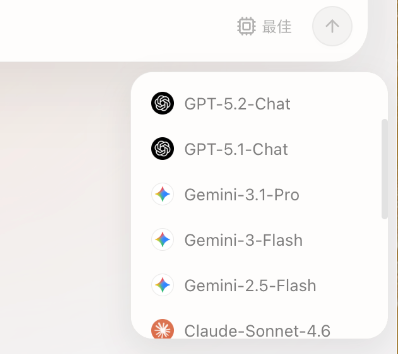 最佳
GPT-5.2-Chat
GPT-5.1-Chat
Gemini-3.1-Pro
Gemini-3-Flash
Gemini-2.5-Flash
Claude-Sonnet-4.6